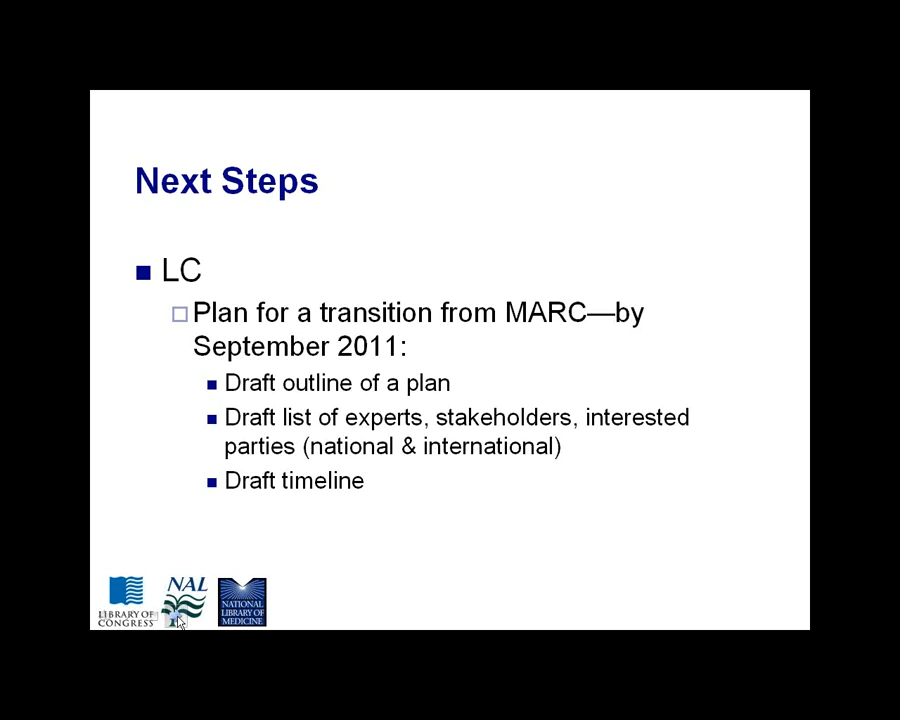 Next Steps
LC
Plan for a transition from MARC—by
September 2011:
Draft outline of a plan
Draft list of experts, stakeholders, interested
parties (national & international)
Draft timeline
NAL
LIBRARY OF
CONGRESS
NATIONAL
LIBRARY OF
MEDICINE